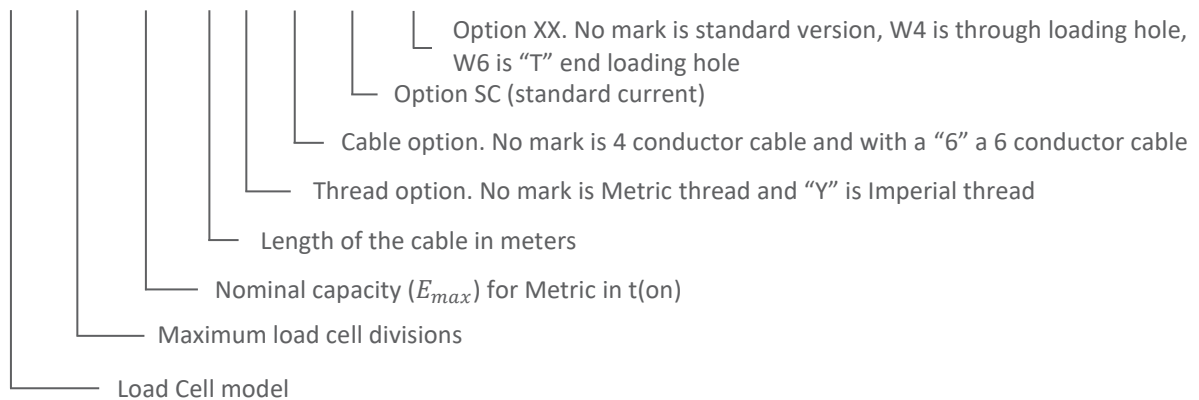 Option XX. No mark is standard version, W4 is through loading hole,
W6 is “T” end loading hole
Option SC (standard current)
Cable option. No mark is 4 conductor cable and with a “6” a 6 conductor cable
Thread option. No mark is Metric thread and “Y” is Imperial thread
Length of the cable in meters
Nominal capacity (E_{max}) for Metric in t(on)
Maximum load cell divisions
Load Cell model